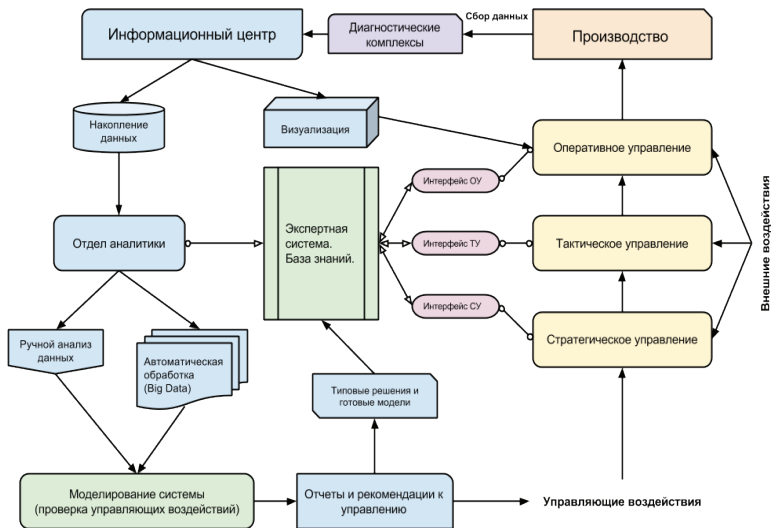 Информационный центр
Диагностические
комплексы
Сбор данных
Производство
Накопление
данных
Визуализация
Оперативное управление
Интерфейс ОУ
Экспертная
система.
База знаний.
Отдел аналитики
Интерфейс ТУ
Тактическое управление
Внешние воздействия
Интерфейс СУ
Стратегическое управление
Ручной анализ
данных
Автоматическая
обработка
(Big Data)
Типовые решения и
готовые модели
Моделирование системы
(проверка управляющих воздействий)
Отчеты и рекомендации к
управлению
Управляющие воздействия